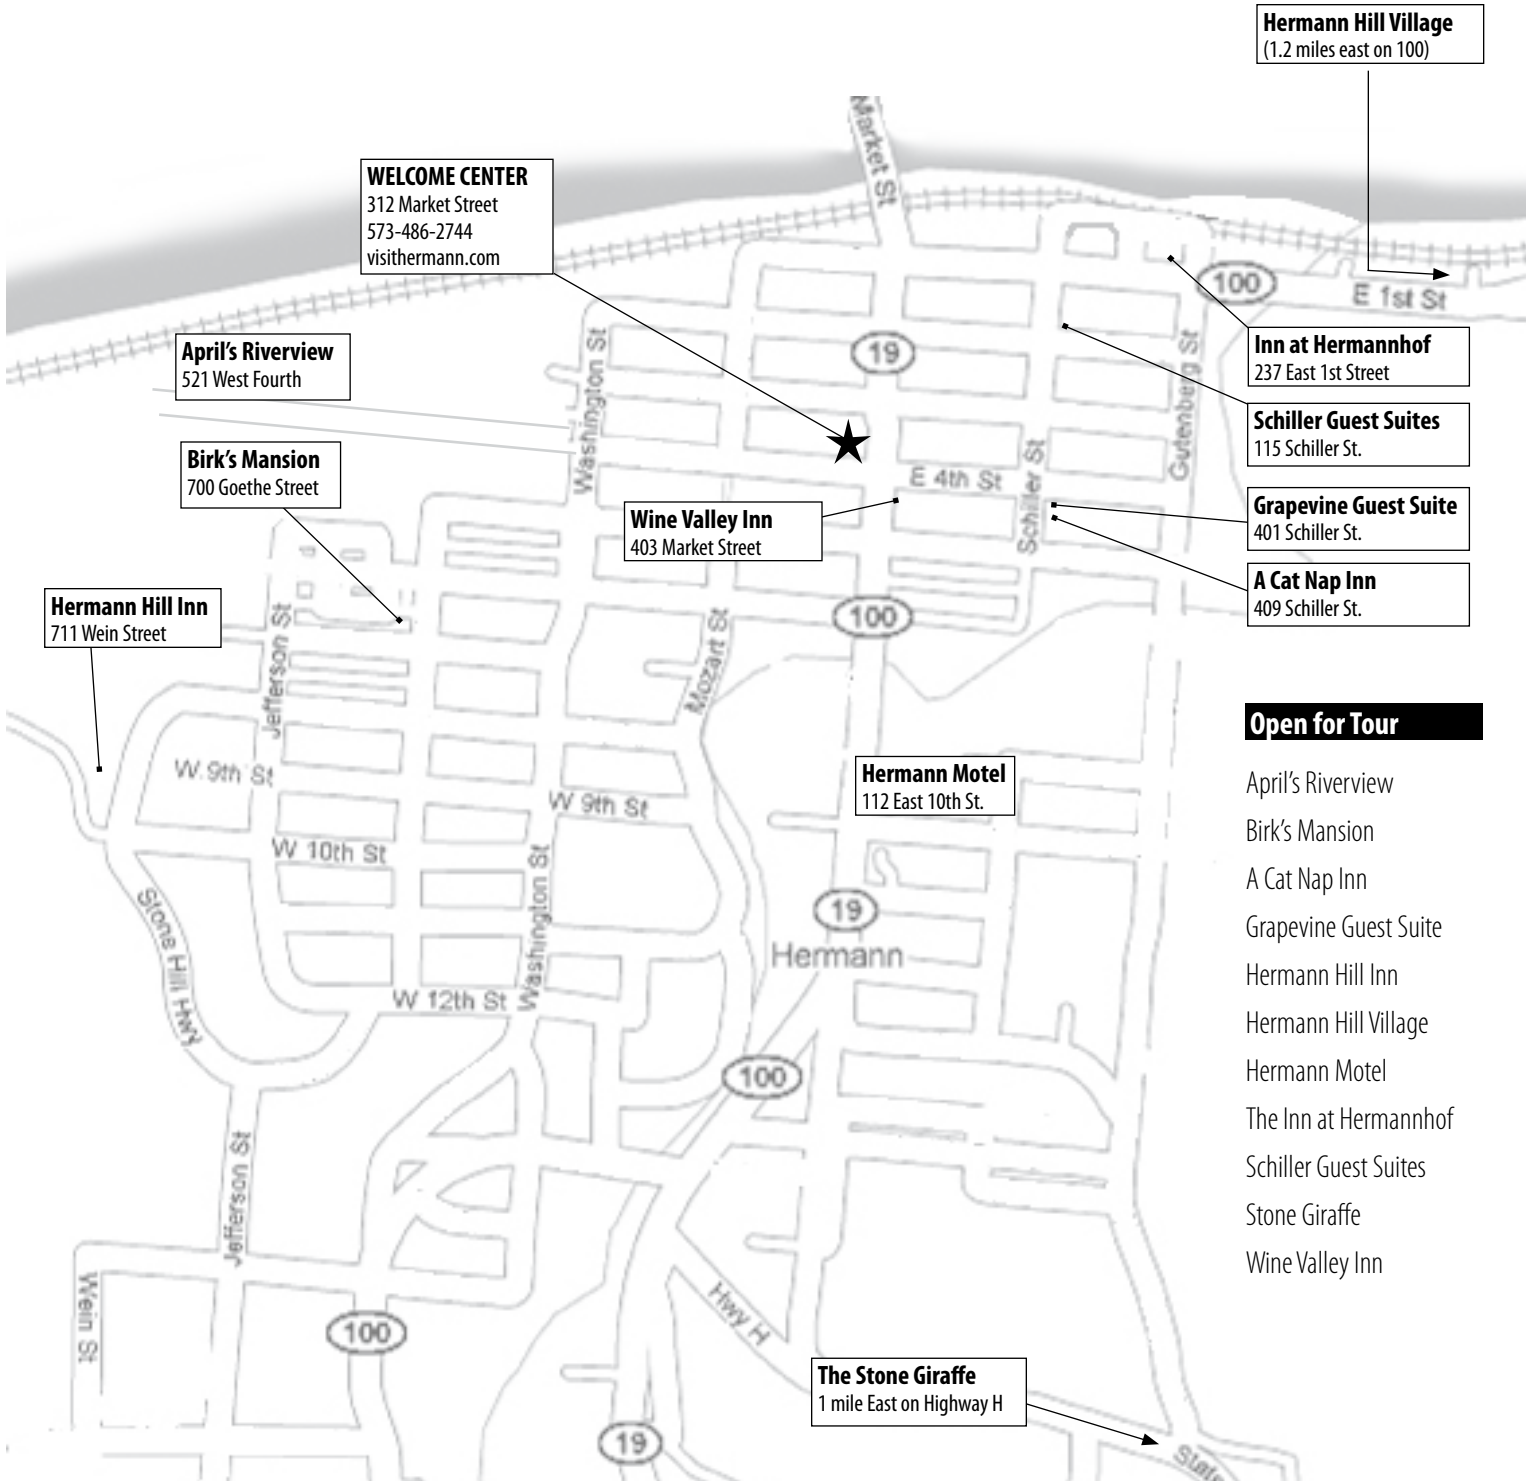 Hermann Hill Village
(1.2 miles east on 100)
Market St
WELCOME CENTER
312 Market Street
573-486-2744
visithermann.com
100
E 1st St
April's Riverview
521 West Fourth
19
Washington St
Gutenberg St
Inn at Hermannhof
237 East 1st Street
Schiller Guest Suites
115 Schiller St.
Birk's Mansion
700 Goethe Street
E 4th St
Schiller St
Wine Valley Inn
403 Market Street
Grapevine Guest Suite
401 Schiller St.
A Cat Nap Inn
409 Schiller St.
Hermann Hill Inn
711 Wein Street
100
Jefferson St
Mozart St
W 9th St
W 9th St
Hermann Motel
112 East 10th St.
Open for Tour
April's Riverview
Birk's Mansion
A Cat Nap Inn
Grapevine Guest Suite
Hermann Hill Inn
Hermann Hill Village
Hermann Motel
The Inn at Hermannhof
Schiller Guest Suites
Stone Giraffe
Wine Valley Inn
W 10th St
Stone Hill Hwy
Washington St
19
Hermann
W 12th St
100
Jefferson St
Wein St
100
Hwy H
The Stone Giraffe
1 mile East on Highway H
19
State